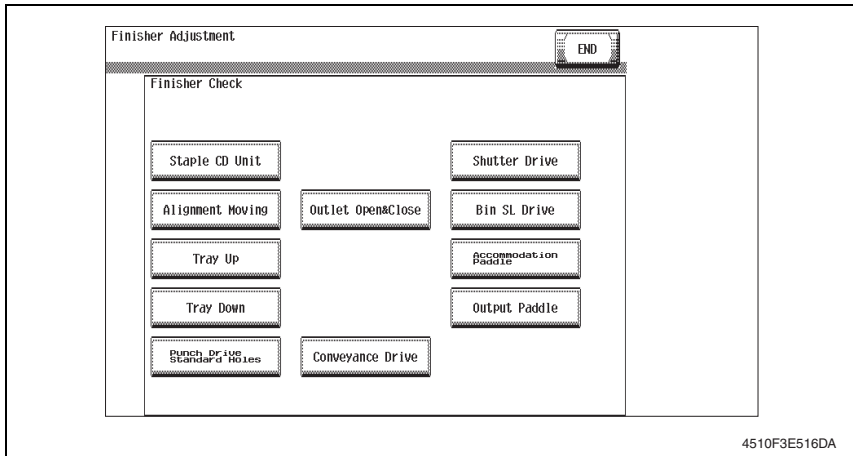 Finisher Adjustment
END
Finisher Check
Staple CD Unit
Shutter Drive
Alignment Moving
Outlet Open&Close
Bin SL Drive
Tray Up
Accommodation
Paddle
Tray Down
Output Paddle
Punch Drive
Standard Holes
Conveyance Drive
4510F3E516DA